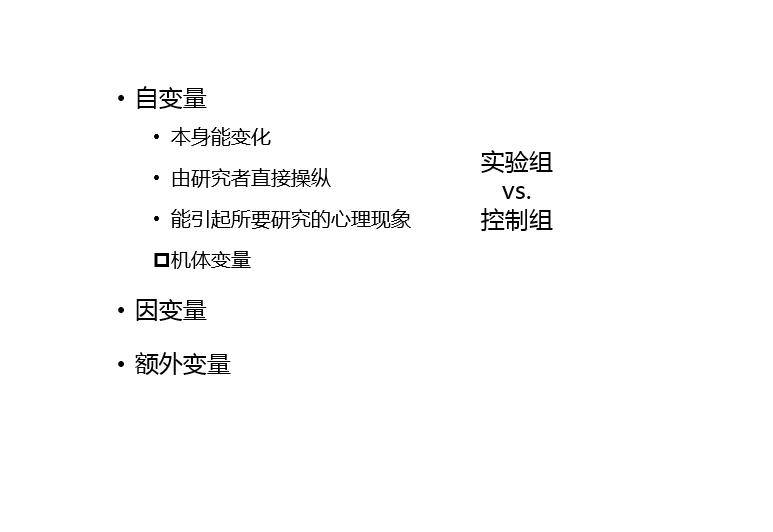 • 自变量
• 本身能变化
• 由研究者直接操纵
• 能引起所要研究的心理现象
机体变量
• 因变量
• 额外变量
实验组
vs.
控制组